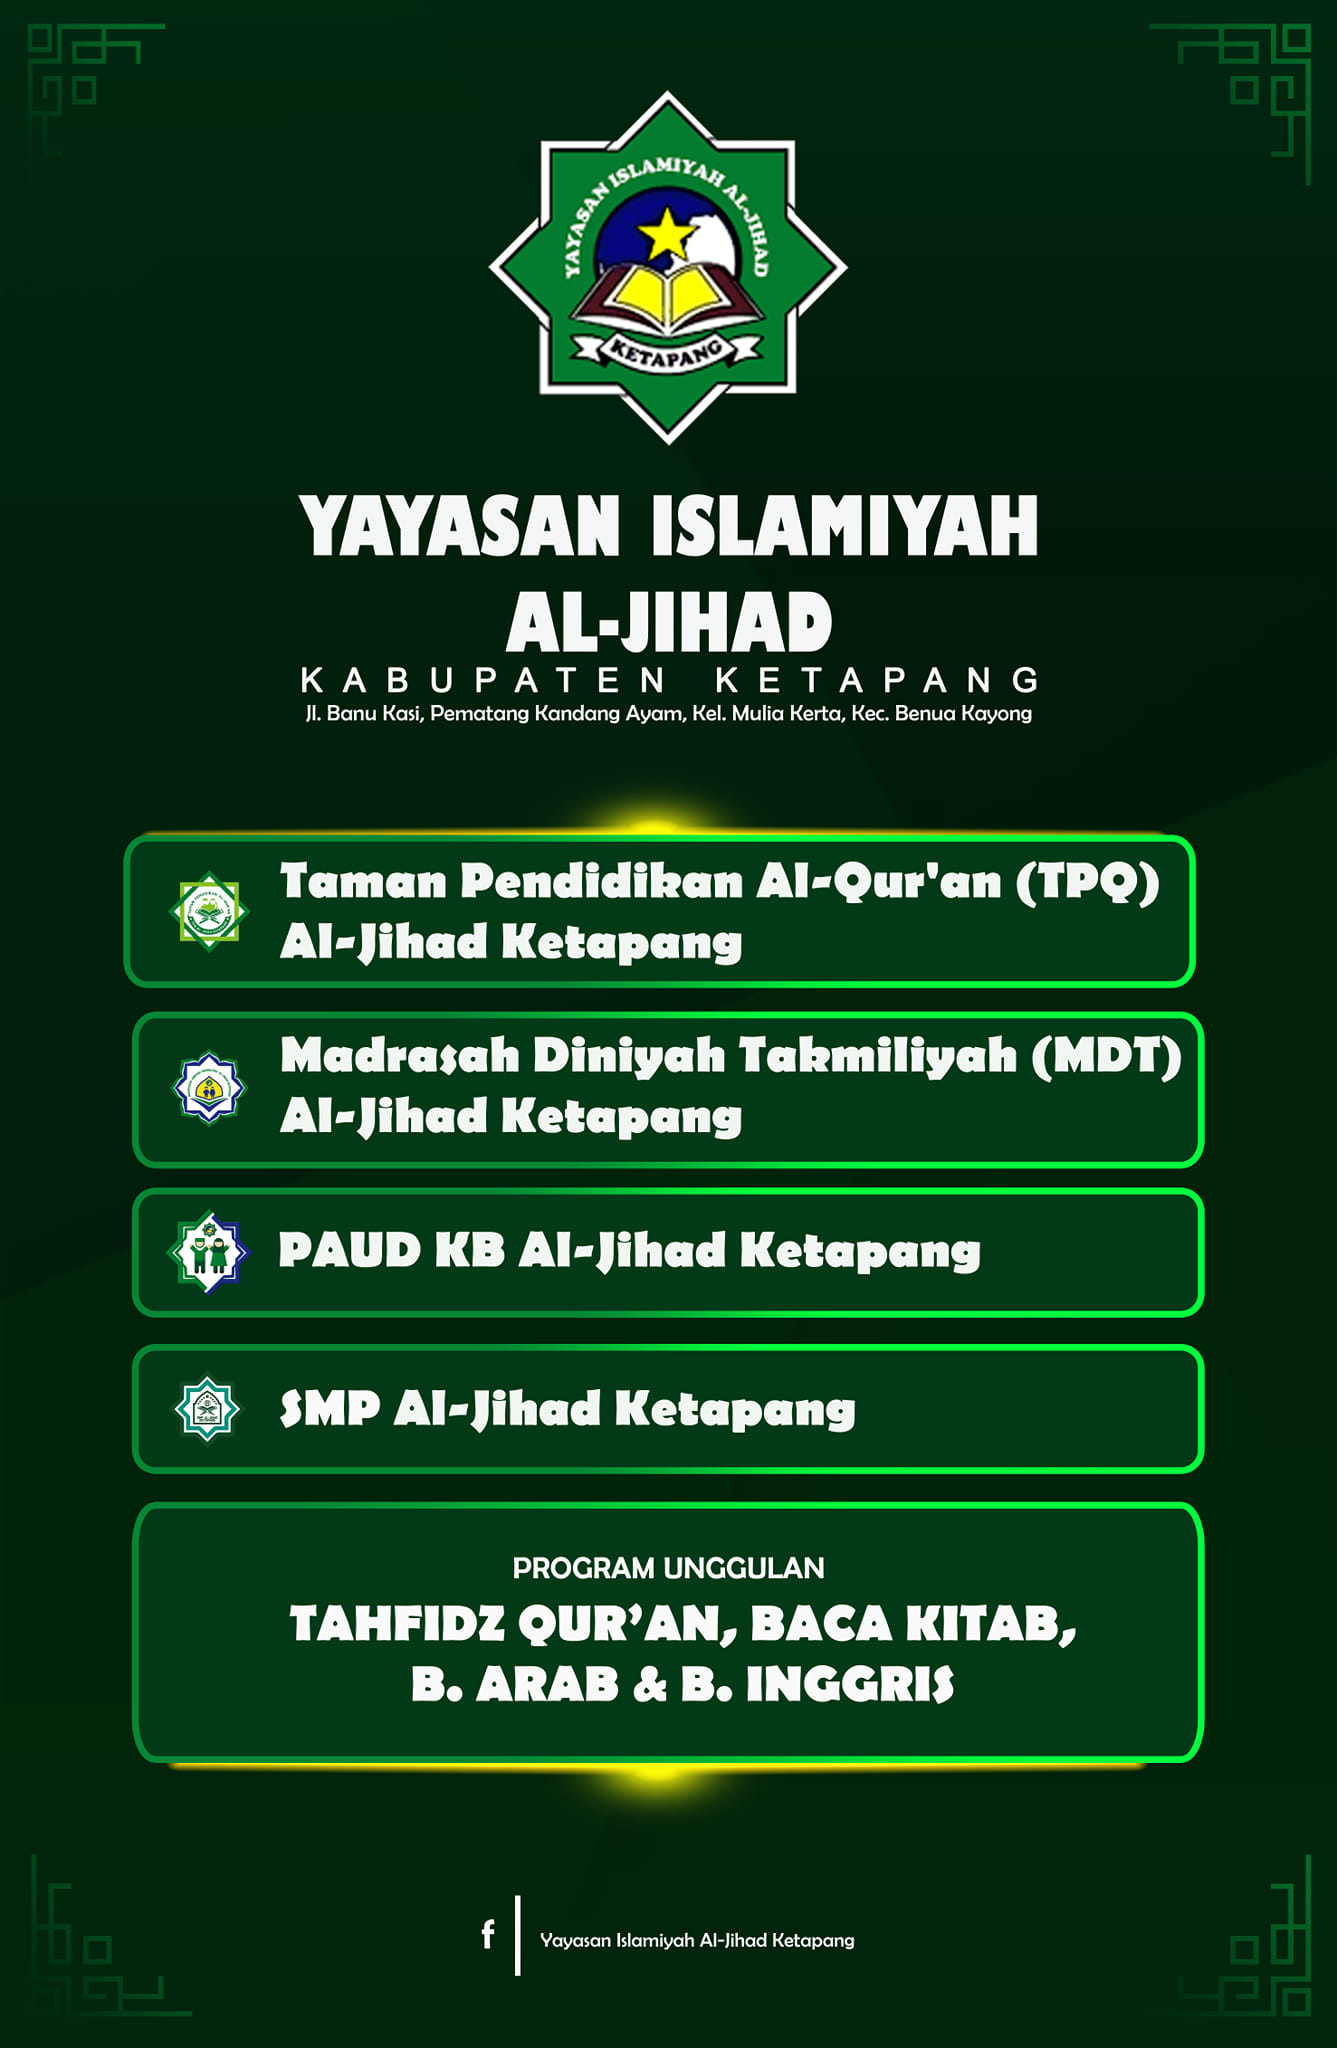 YAYASAN ISLAMIYAH AL-JIHAD
KETAPANG
YAYASAN ISLAMIYAH
AL-JIHAD
KABUPATEN KETAPANG
Jl. Banu Kasi, Pematang Kandang Ayam, Kel. Mulia Kerta, Kec. Benua Kayong
Taman Pendidikan Al-Qur'an (TPQ)
Al-Jihad Ketapang
Madrasah Diniyah Takmiliyah (MDT)
Al-Jihad Ketapang
PAUD KB Al-Jihad Ketapang
SMP Al-Jihad Ketapang
PROGRAM UNGGULAN
TAHFIDZ QUR’AN, BACA KITAB,
B. ARAB & B. INGGRIS
f
Yayasan Islamiyah Al-Jihad Ketapang